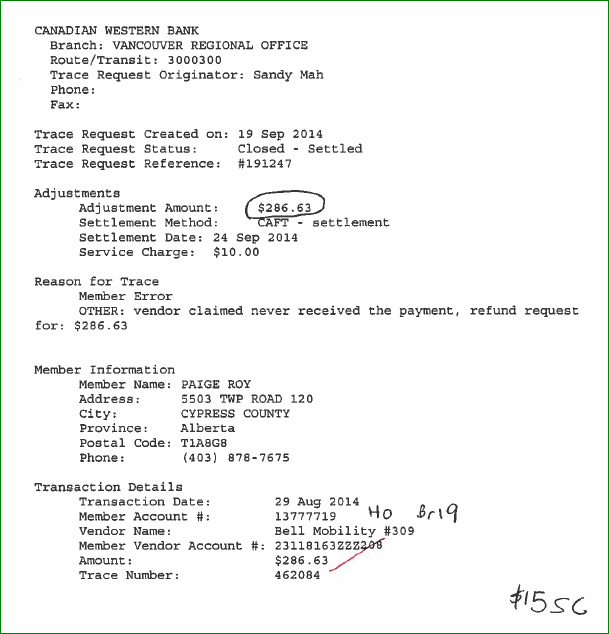 CANADIAN WESTERN BANK
Branch: VANCOUVER REGIONAL OFFICE
Route/Transit: 3000300
Trace Request Originator: Sandy Mah
Phone:
Fax:
Trace Request Created on: 19 Sep 2014
Trace Request Status: Closed - Settled
Trace Request Reference: #191247
Adjustments
Adjustment Amount: $286.63
Settlement Method: CAFT - settlement
Settlement Date: 24 Sep 2014
Service Charge: $10.00
Reason for Trace
Member Error
OTHER: vendor claimed never received the payment, refund request
for: $286.63
Member Information
Member Name: PAIGE ROY
Address: 5503 TWP ROAD 120
City: CYPRESS COUNTY
Province: Alberta
Postal Code: T1A8G8
Phone: (403) 878-7675
Transaction Details
Transaction Date: 29 Aug 2014
Member Account #: 13777719 HO Br19
Vendor Name: Bell Mobility #309
Member Vendor Account #: 23118163ZZZ208
Amount: $286.63
Trace Number: 462084